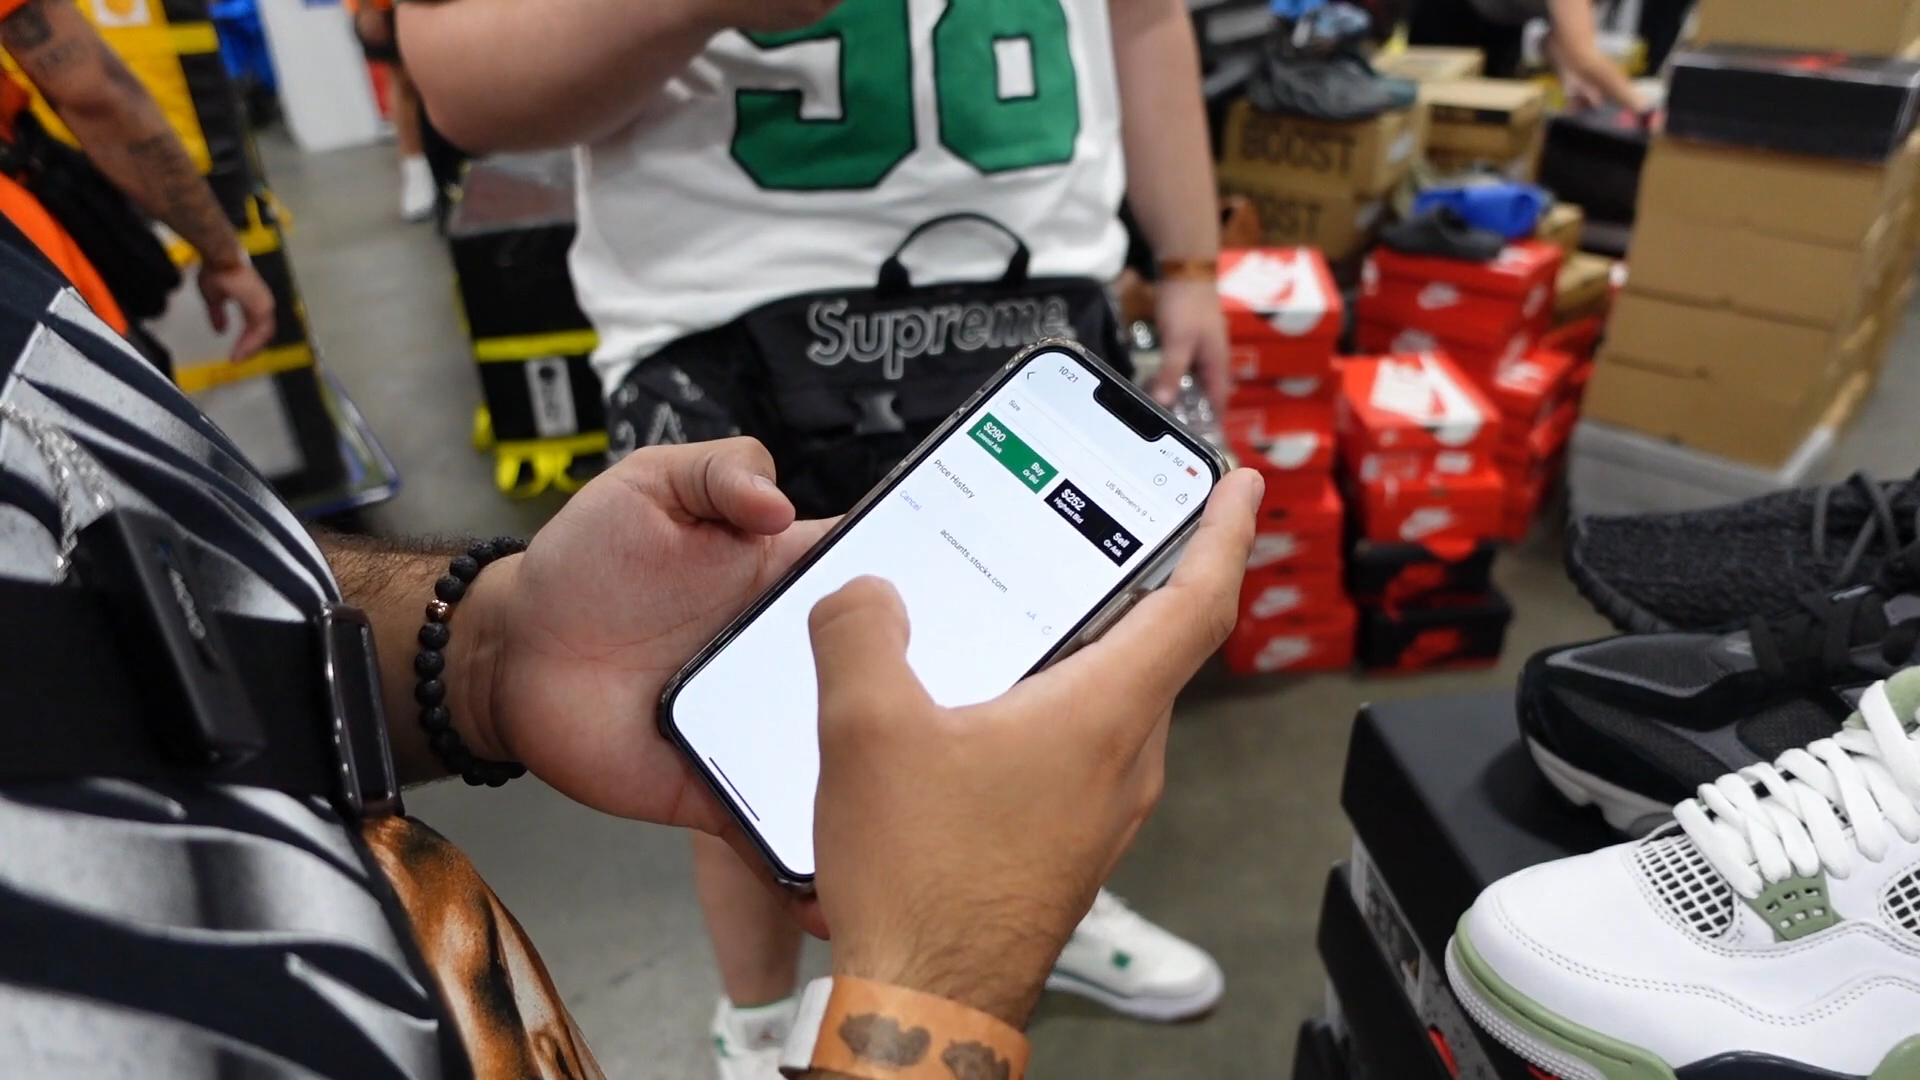 98
Supreme
BOOST
10:21
5G
Size
US Women's 9
$290
Lowest Ask
Buy
Or Bid
$252
Highest Bid
Sell
Or Ask
Price History
Cancel
accounts.stockx.com
AA